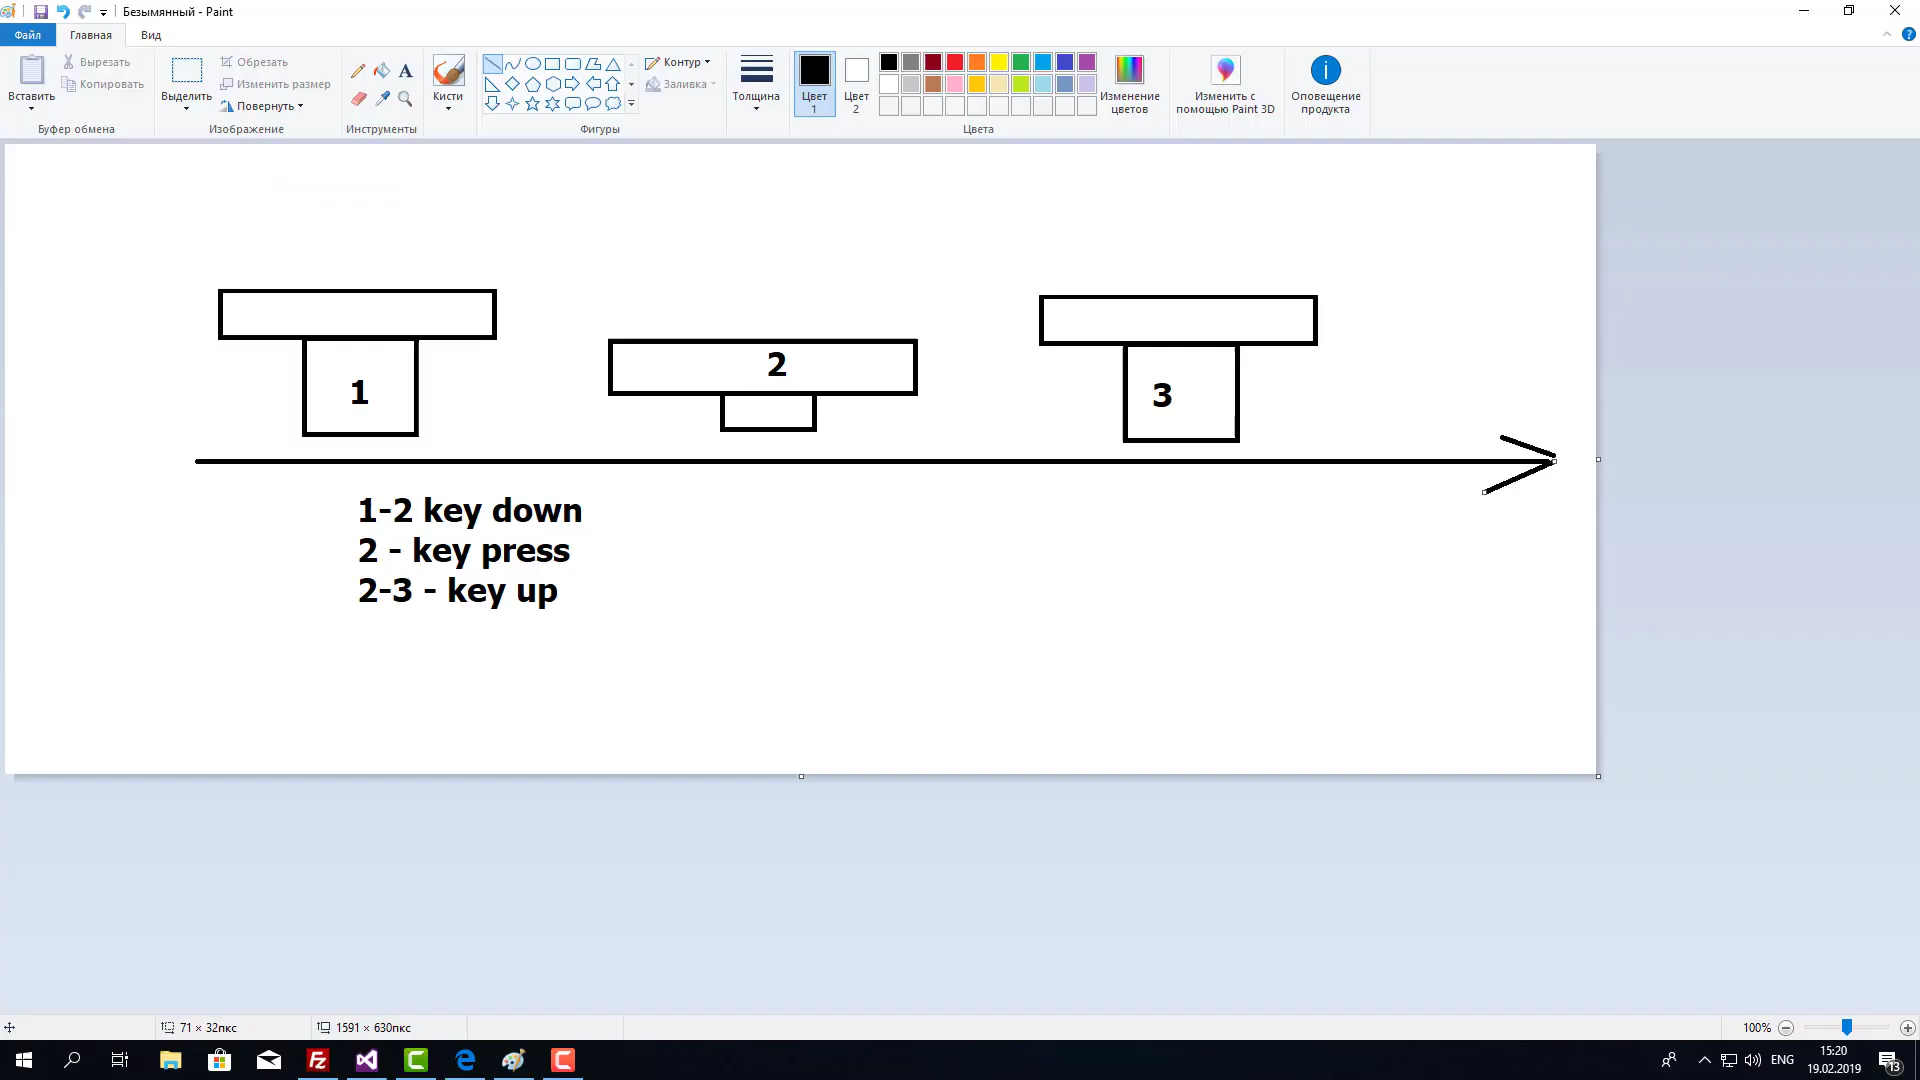 Безымянный - Paint
Файл Главная Вид
Вставить
Вырезать
Копировать
Буфер обмена
Выделить
Обрезать
Изменить размер
Повернуть
Изображение
A
Инструменты
Кисти
Контур
Заливка
Фигуры
Толщина
Цвет
1
Цвет
2
Изменение
цветов
Цвета
Изменить с
помощью Paint 3D
Оповещение
продукта
1
2
3
1-2 key down
2 - key press
2-3 - key up
71 × 32пкс
1591 × 630пкс
100%
ENG
15:20
19.02.2019
13